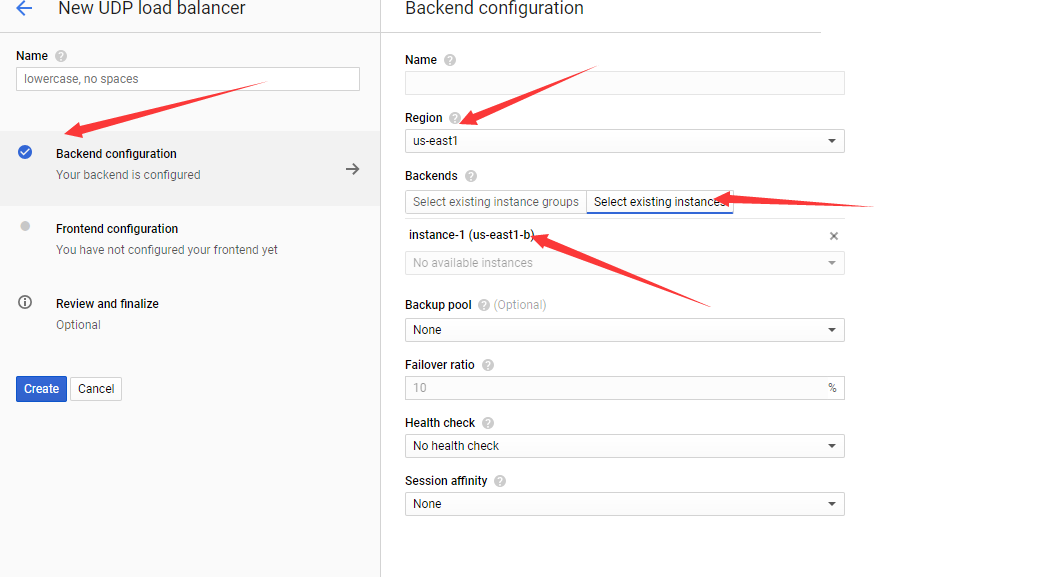 New UDP load balancer
Name
lowercase, no spaces
Backend configuration
Your backend is configured
Frontend configuration
You have not configured your frontend yet
Review and finalize
Optional
Create Cancel
Backend configuration
Name
Region
us-east1
Backends
Select existing instance groups Select existing instances
instance-1 (us-east1-b)
No available instances
Backup pool (Optional)
None
Failover ratio
10 %
Health check
No health check
Session affinity
None